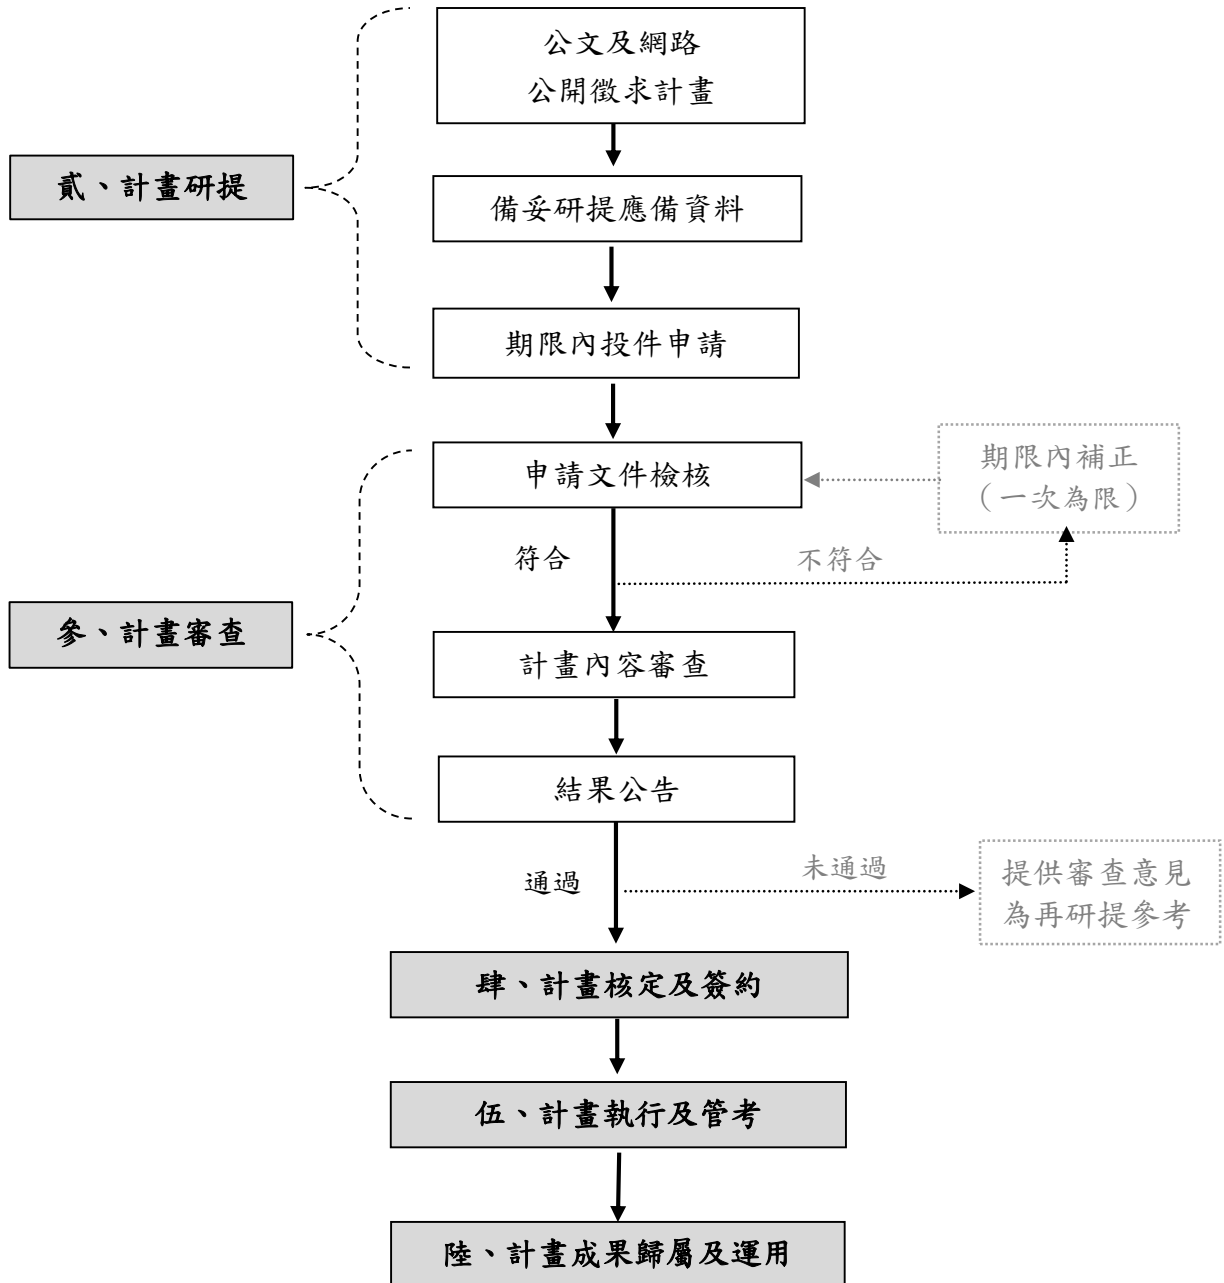 公文及網路
公開徵求計畫
貳、計畫研提
備妥研提應備資料
期限內投件申請
申請文件檢核
期限內補正
（一次為限）
符合
不符合
參、計畫審查
計畫內容審查
結果公告
通過
未通過
提供審查意見
為再研提參考
肆、計畫核定及簽約
伍、計畫執行及管考
陸、計畫成果歸屬及運用